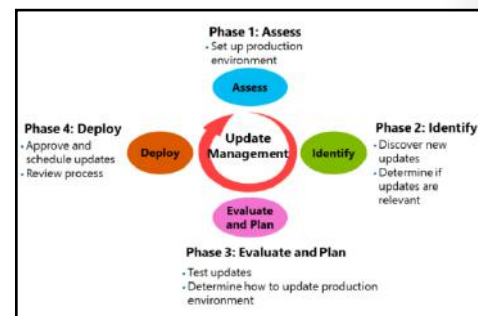 Phase 1: Assess
• Set up production
environment
Assess
Phase 4: Deploy
• Approve and
schedule updates
• Review process
Deploy
Update
Management
Identify
Phase 2: Identify
• Discover new
updates
• Determine if
updates are
relevant
Evaluate
and Plan
Phase 3: Evaluate and Plan
• Test updates
• Determine how to update production
environment